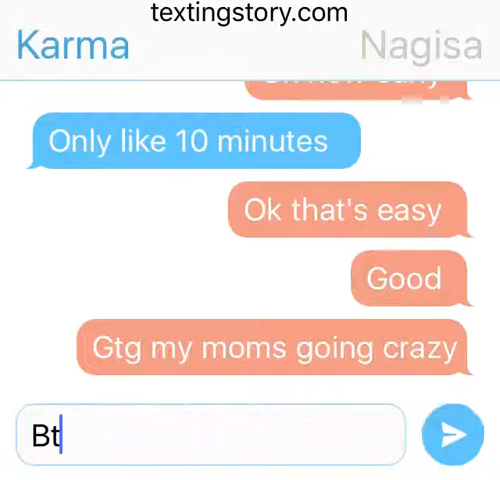 textingstory.com
Karma Nagisa
Only like 10 minutes
Ok that's easy
Good
Gtg my moms going crazy
Bt